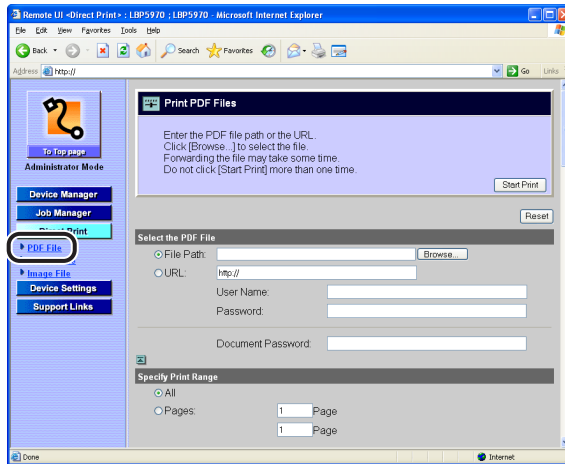 Remote UI <Direct Print> : LBP5970 ; LBP5970 - Microsoft Internet Explorer
File Edit View Favorites Tools Help
Back Search Favorites
Address http:// Go Links
To Top page
Administrator Mode
Device Manager
Job Manager
Direct Print
PDF File
Image File
Device Settings
Support Links
Print PDF Files
Enter the PDF file path or the URL.
Click [Browse...] to select the file.
Forwarding the file may take some time.
Do not click [Start Print] more than one time.
Start Print
Reset
Select the PDF File
File Path: Browse...
URL: http://
User Name:
Password:
Document Password:
Specify Print Range
All
Pages: 1 Page
1 Page
Done Internet